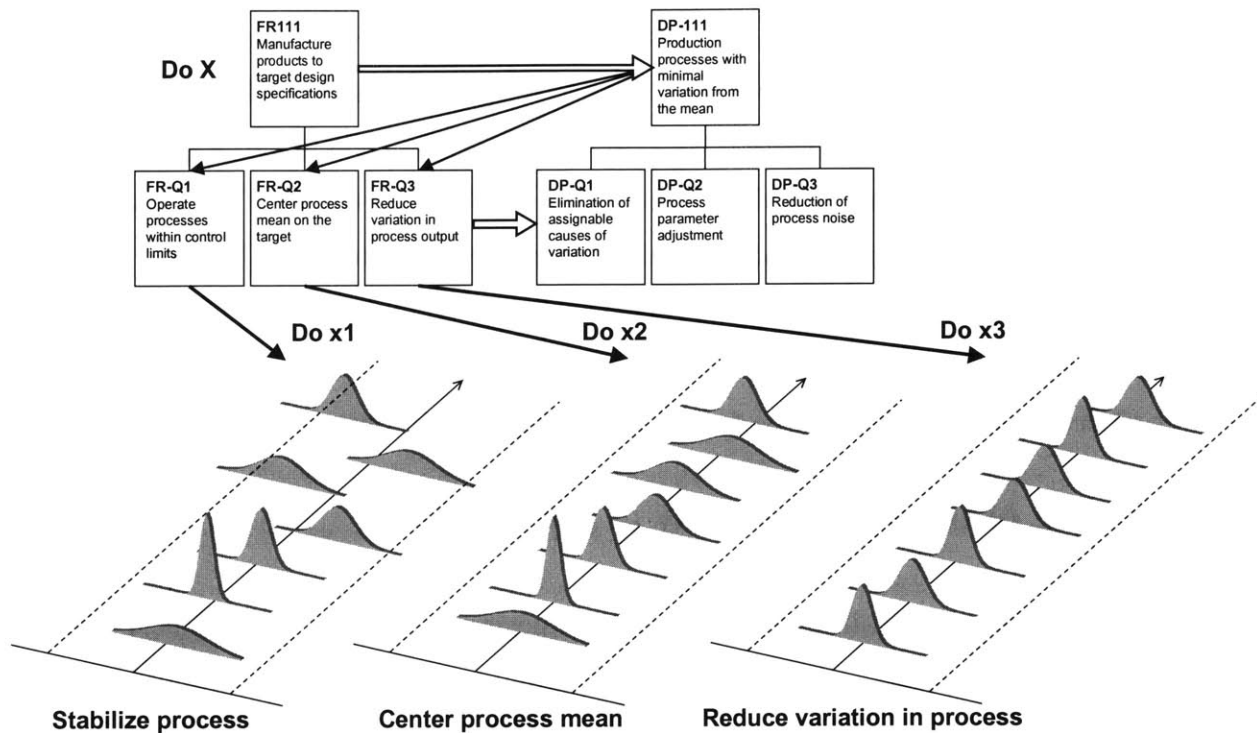 Do X
FR111
Manufacture
products to
target design
specifications
DP-111
Production
processes with
minimal
variation from
the mean
FR-Q1
Operate
processes
within control
limits
FR-Q2
Center process
mean on the
target
FR-Q3
Reduce
variation in
process output
DP-Q1
Elimination of
assignable
causes of
variation
DP-Q2
Process
parameter
adjustment
DP-Q3
Reduction of
process noise
Do x1
Do x2
Do x3
Stabilize process
Center process mean
Reduce variation in process